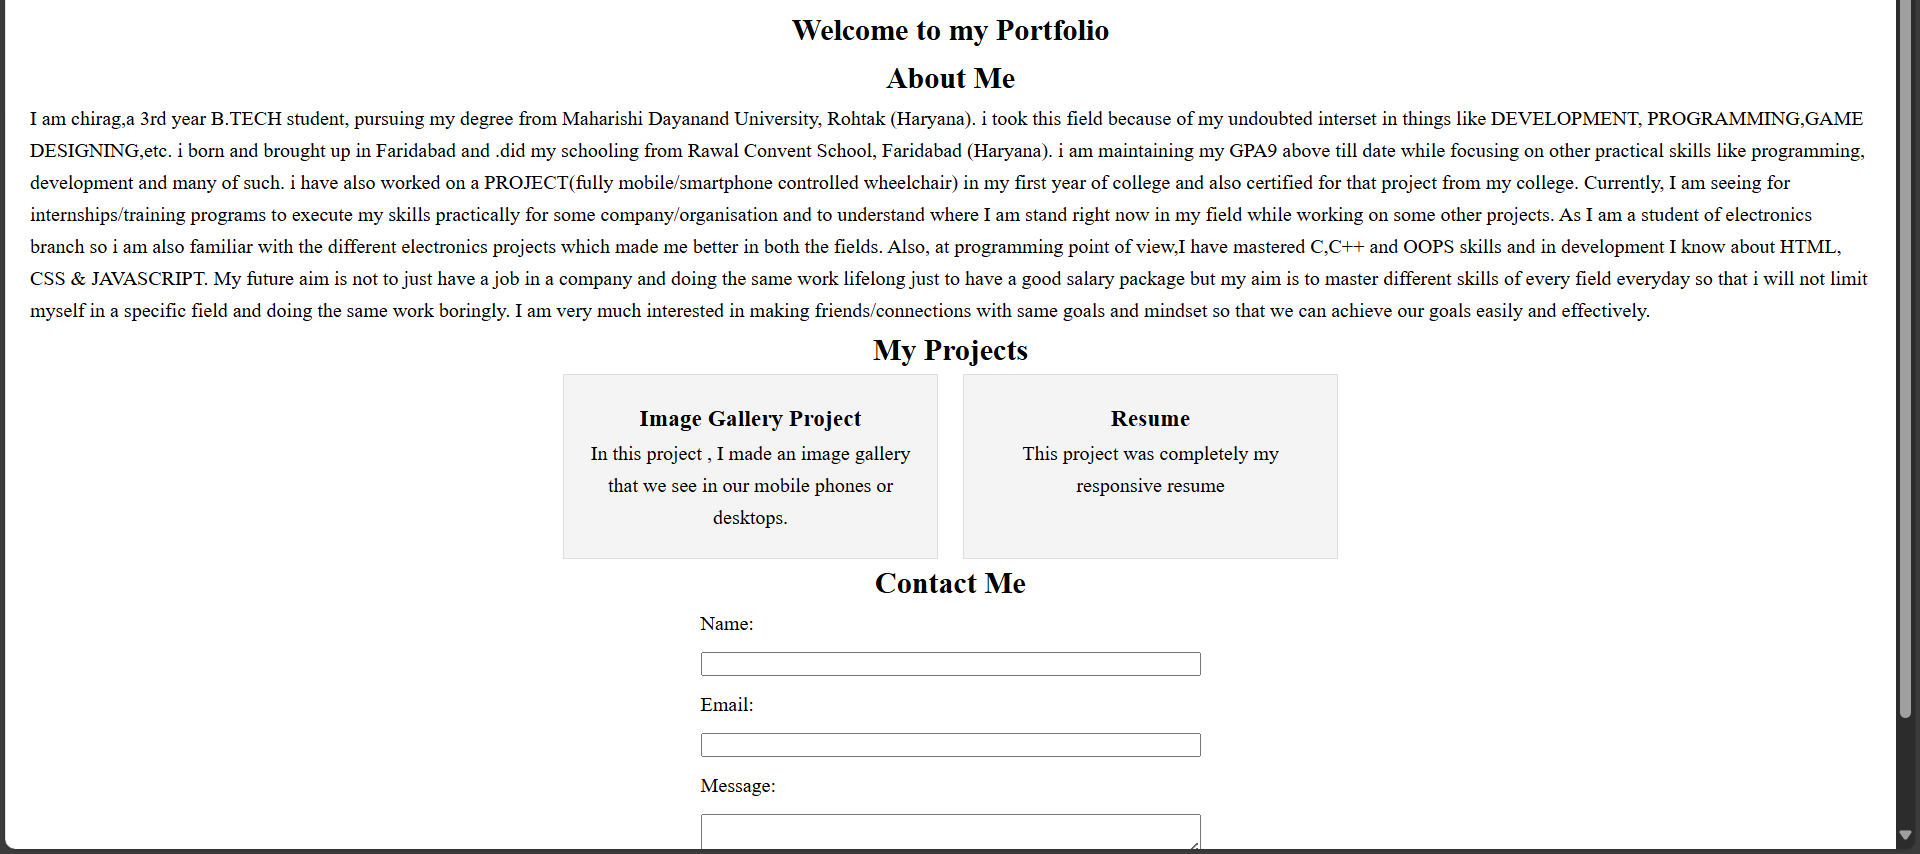 Welcome to my Portfolio
About Me
I am chirag,a 3rd year B.TECH student, pursuing my degree from Maharishi Dayanand University, Rohtak (Haryana). i took this field because of my undoubted interset in things like DEVELOPMENT, PROGRAMMING,GAME
DESIGNING,etc. i born and brought up in Faridabad and .did my schooling from Rawal Convent School, Faridabad (Haryana). i am maintaining my GPA9 above till date while focusing on other practical skills like programming,
development and many of such. i have also worked on a PROJECT(fully mobile/smartphone controlled wheelchair) in my first year of college and also certified for that project from my college. Currently, I am seeing for
internships/training programs to execute my skills practically for some company/organisation and to understand where I am stand right now in my field while working on some other projects. As I am a student of electronics
branch so i am also familiar with the different electronics projects which made me better in both the fields. Also, at programming point of view,I have mastered C,C++ and OOPS skills and in development I know about HTML,
CSS & JAVASCRIPT. My future aim is not to just have a job in a company and doing the same work lifelong just to have a good salary package but my aim is to master different skills of every field everyday so that i will not limit
myself in a specific field and doing the same work boringly. I am very much interested in making friends/connections with same goals and mindset so that we can achieve our goals easily and effectively.
My Projects
Image Gallery Project
In this project , I made an image gallery
that we see in our mobile phones or
desktops.
Resume
This project was completely my
responsive resume
Contact Me
Name:
Email:
Message: